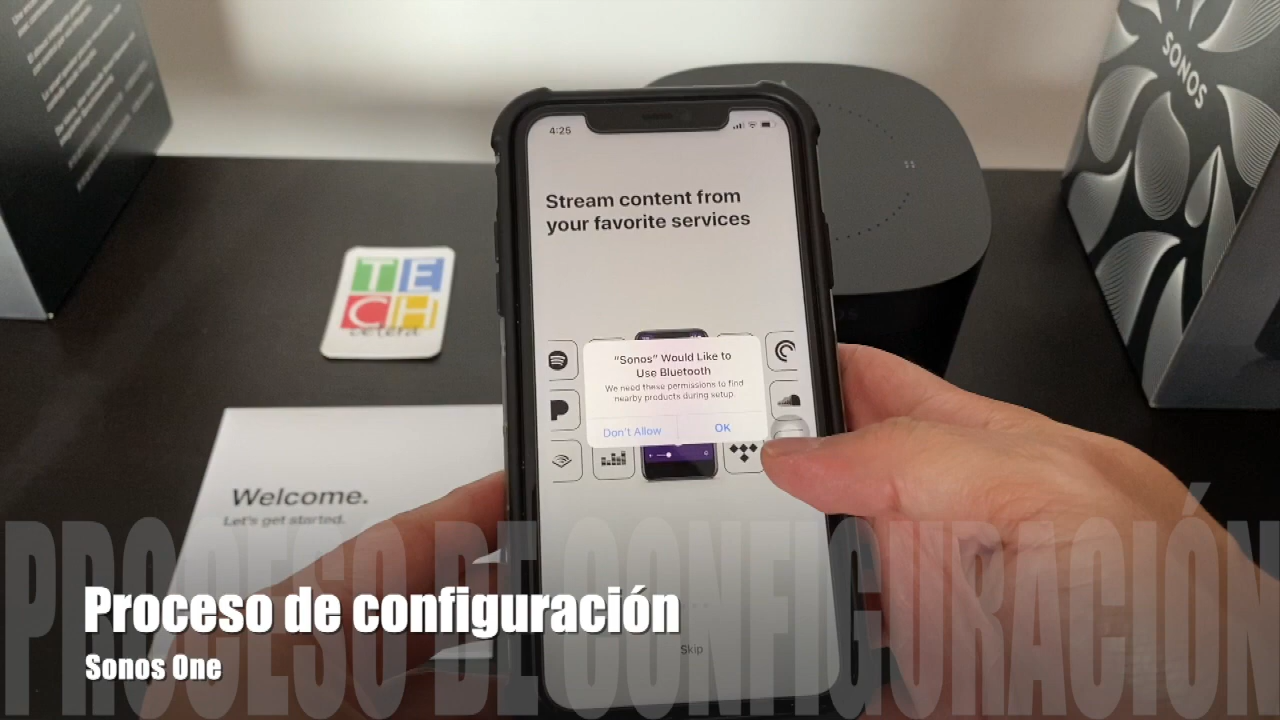 SONOS
4:26
Stream content from
your favorite services
TE
CH
cetera
"Sonos" Would Like to
Use Bluetooth
We need these permissions to find
nearby products during setup.
Don't Allow
OK
Welcome.
Let's get started.
PROCESO DE CONFIGURACIÓN
Proceso de configuración
Sonos One
Skip